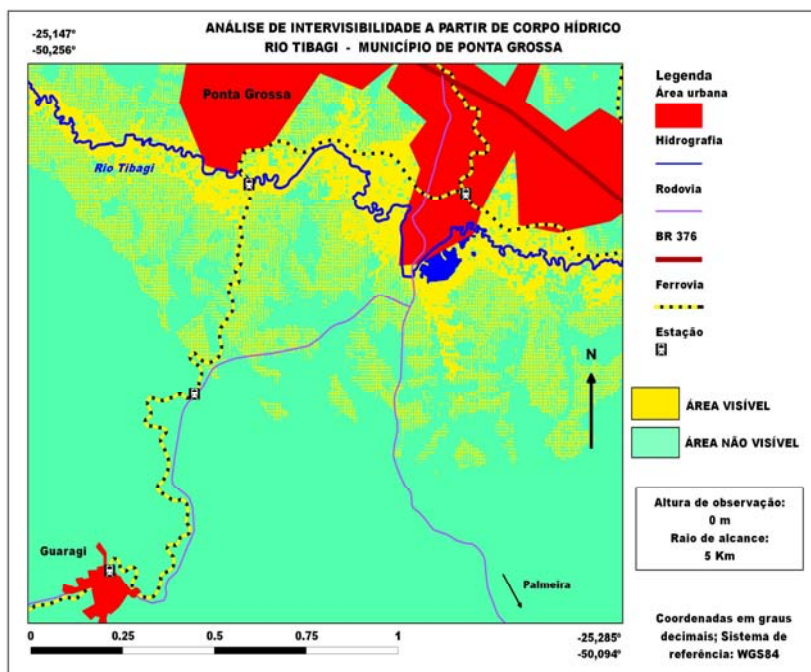 ANÁLISE DE INTERVISIBILIDADE A PARTIR DE CORPO HÍDRICO
RIO TIBAGI - MUNICÍPIO DE PONTA GROSSA
-25,147°
-50,256°
Ponta Grossa
Rio Tibagi
Guaragi
Palmeira
Legenda
Área urbana
Hidrografia
Rodovia
BR 376
Ferrovia
Estação
N
ÁREA VISÍVEL
ÁREA NÃO VISÍVEL
Altura de observação:
0 m
Raio de alcance:
5 Km
0 0.25 0.5 0.75 1
-25,285°
-50,094°
Coordenadas em graus
decimais; Sistema de
referência: WGS84